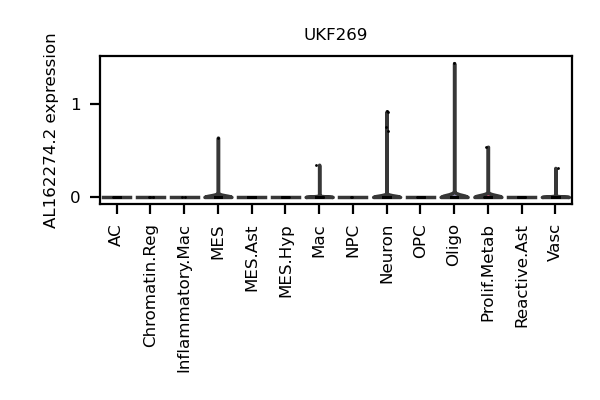 UKF269
AL162274.2 expression
1
0
AC
Chromatin.Reg
Inflammatory.Mac
MES
MES.Ast
MES.Hyp
Mac
NPC
Neuron
OPC
Oligo
Prolif.Metab
Reactive.Ast
Vasc